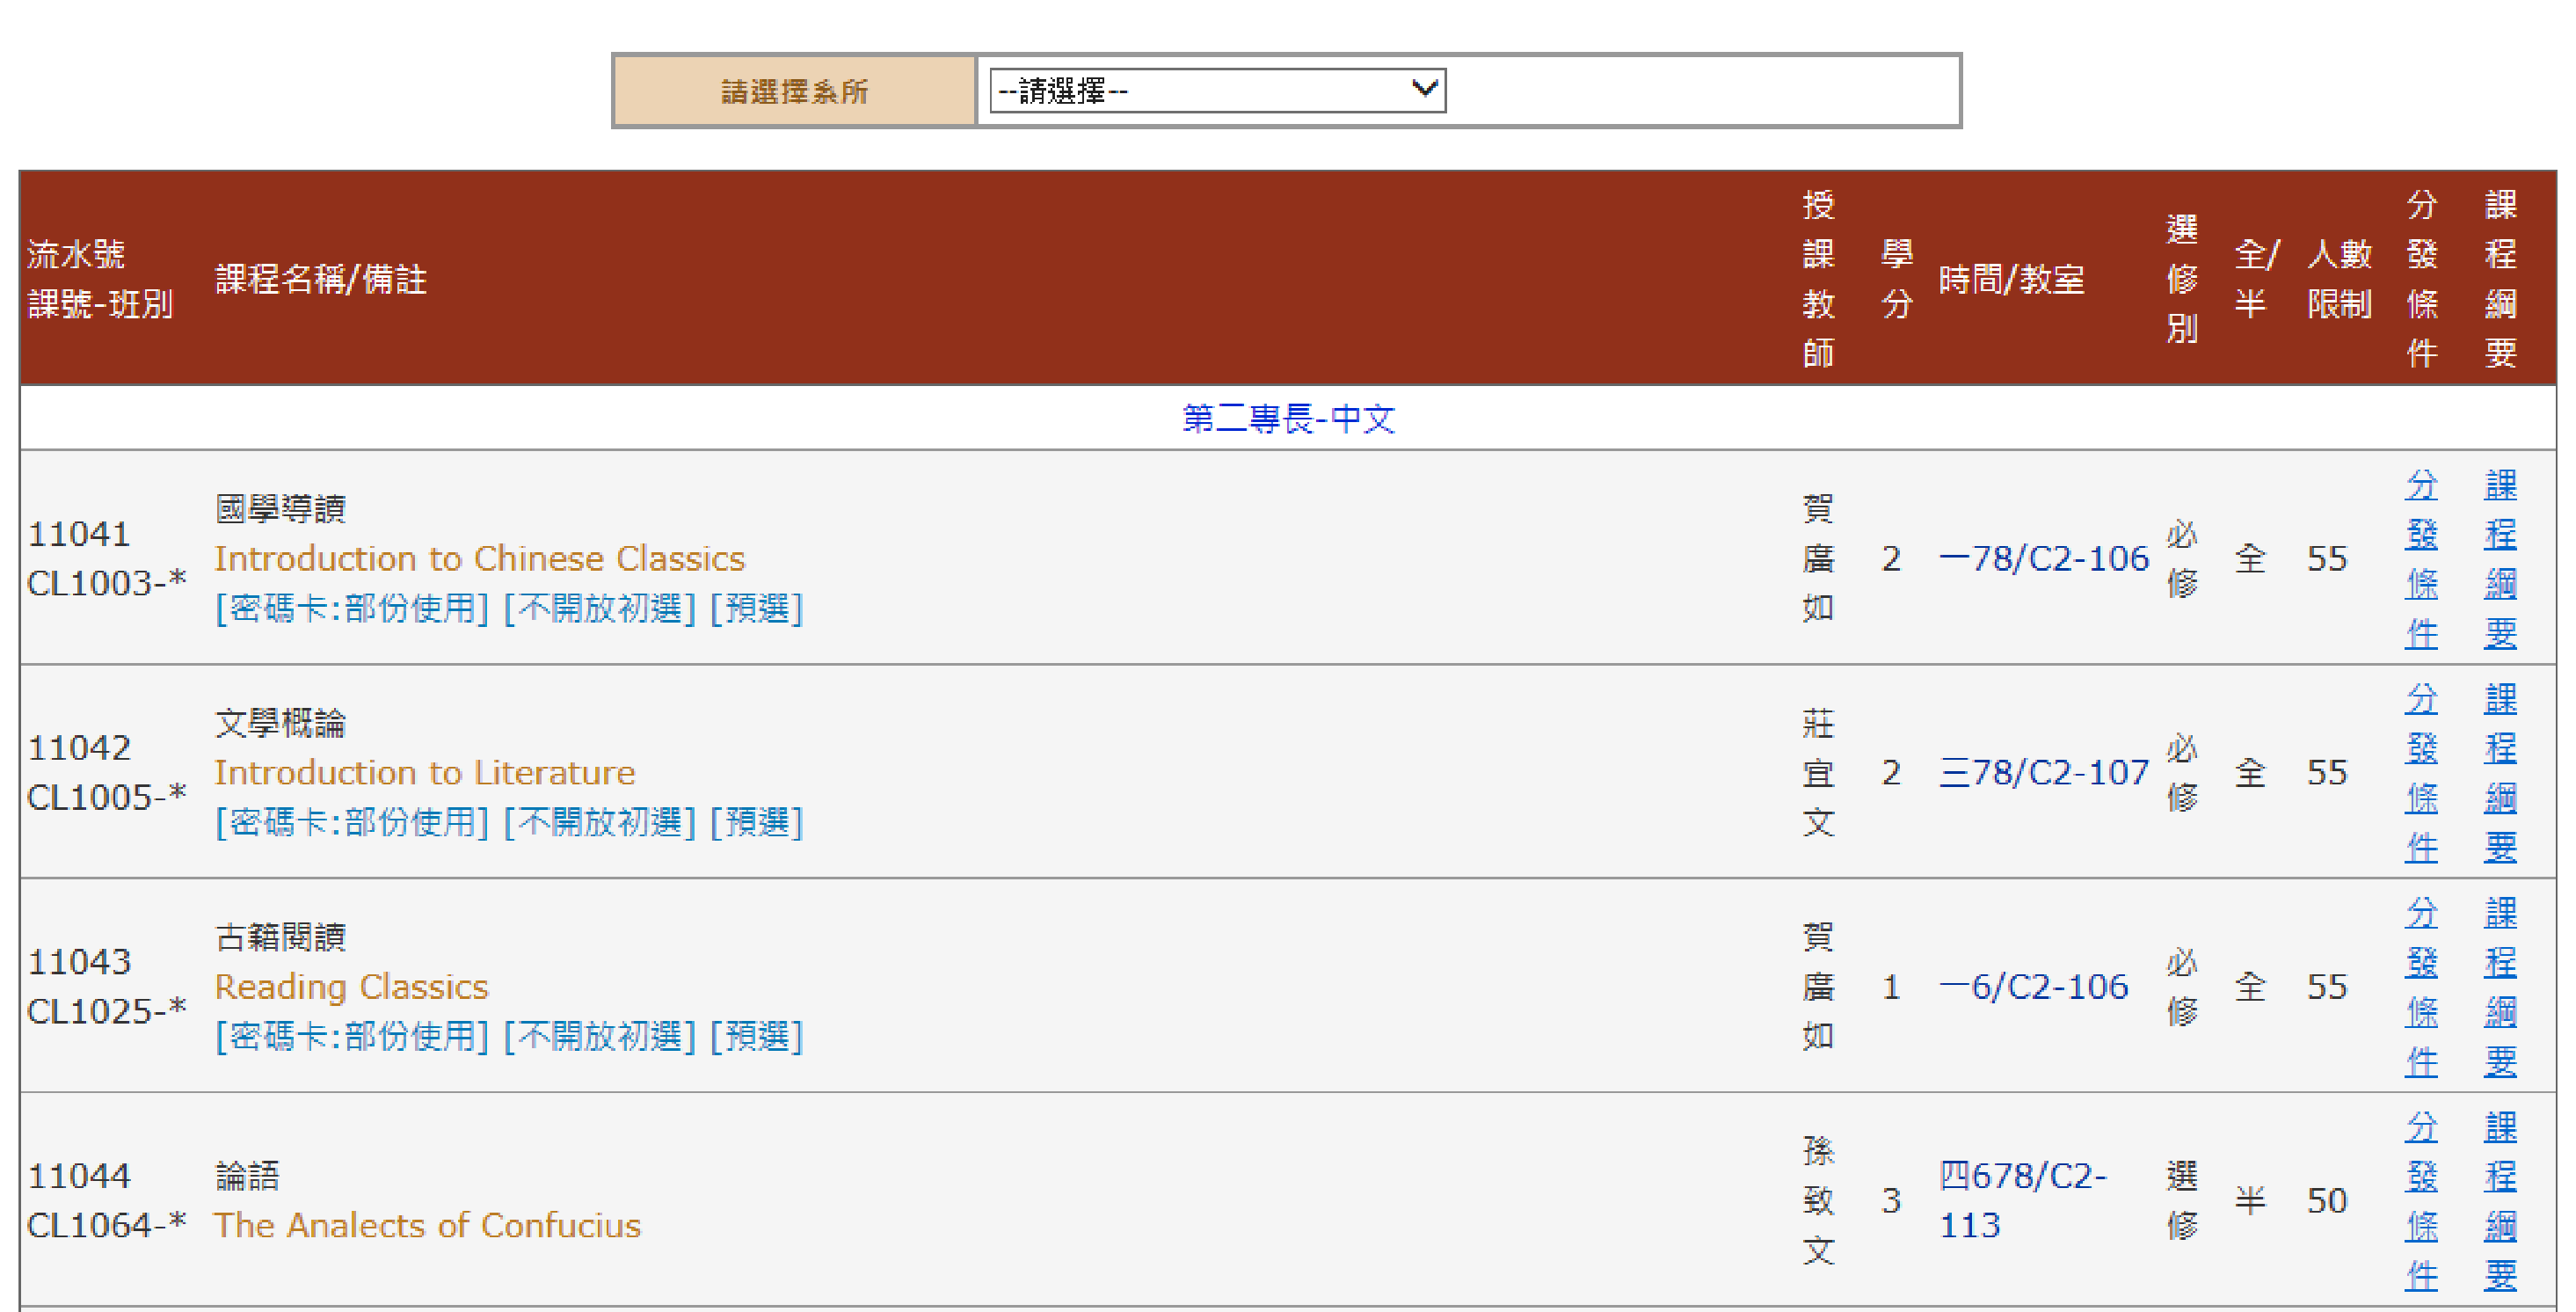 請選擇系所
--請選擇--
流水號
課號-班別
課程名稱/備註
授
課
教
師
學
分
時間/教室
選
修
別
全/
半
人數
限制
分
發
條
件
課
程
綱
要
第二專長-中文
11041
CL1003-*
國學導讀
Introduction to Chinese Classics
[密碼卡:部份使用] [不開放初選] [預選]
賀
廣
如
2
一78/C2-106
必
修
全
55
分
發
條
件
課
程
綱
要
11042
CL1005-*
文學概論
Introduction to Literature
[密碼卡:部份使用] [不開放初選] [預選]
莊
宜
文
2
三78/C2-107
必
修
全
55
分
發
條
件
課
程
綱
要
11043
CL1025-*
古籍閱讀
Reading Classics
[密碼卡:部份使用] [不開放初選] [預選]
賀
廣
如
1
一6/C2-106
必
修
全
55
分
發
條
件
課
程
綱
要
11044
CL1064-*
論語
The Analects of Confucius
孫
致
文
3
四678/C2-
113
選
修
半
50
分
發
條
件
課
程
綱
要